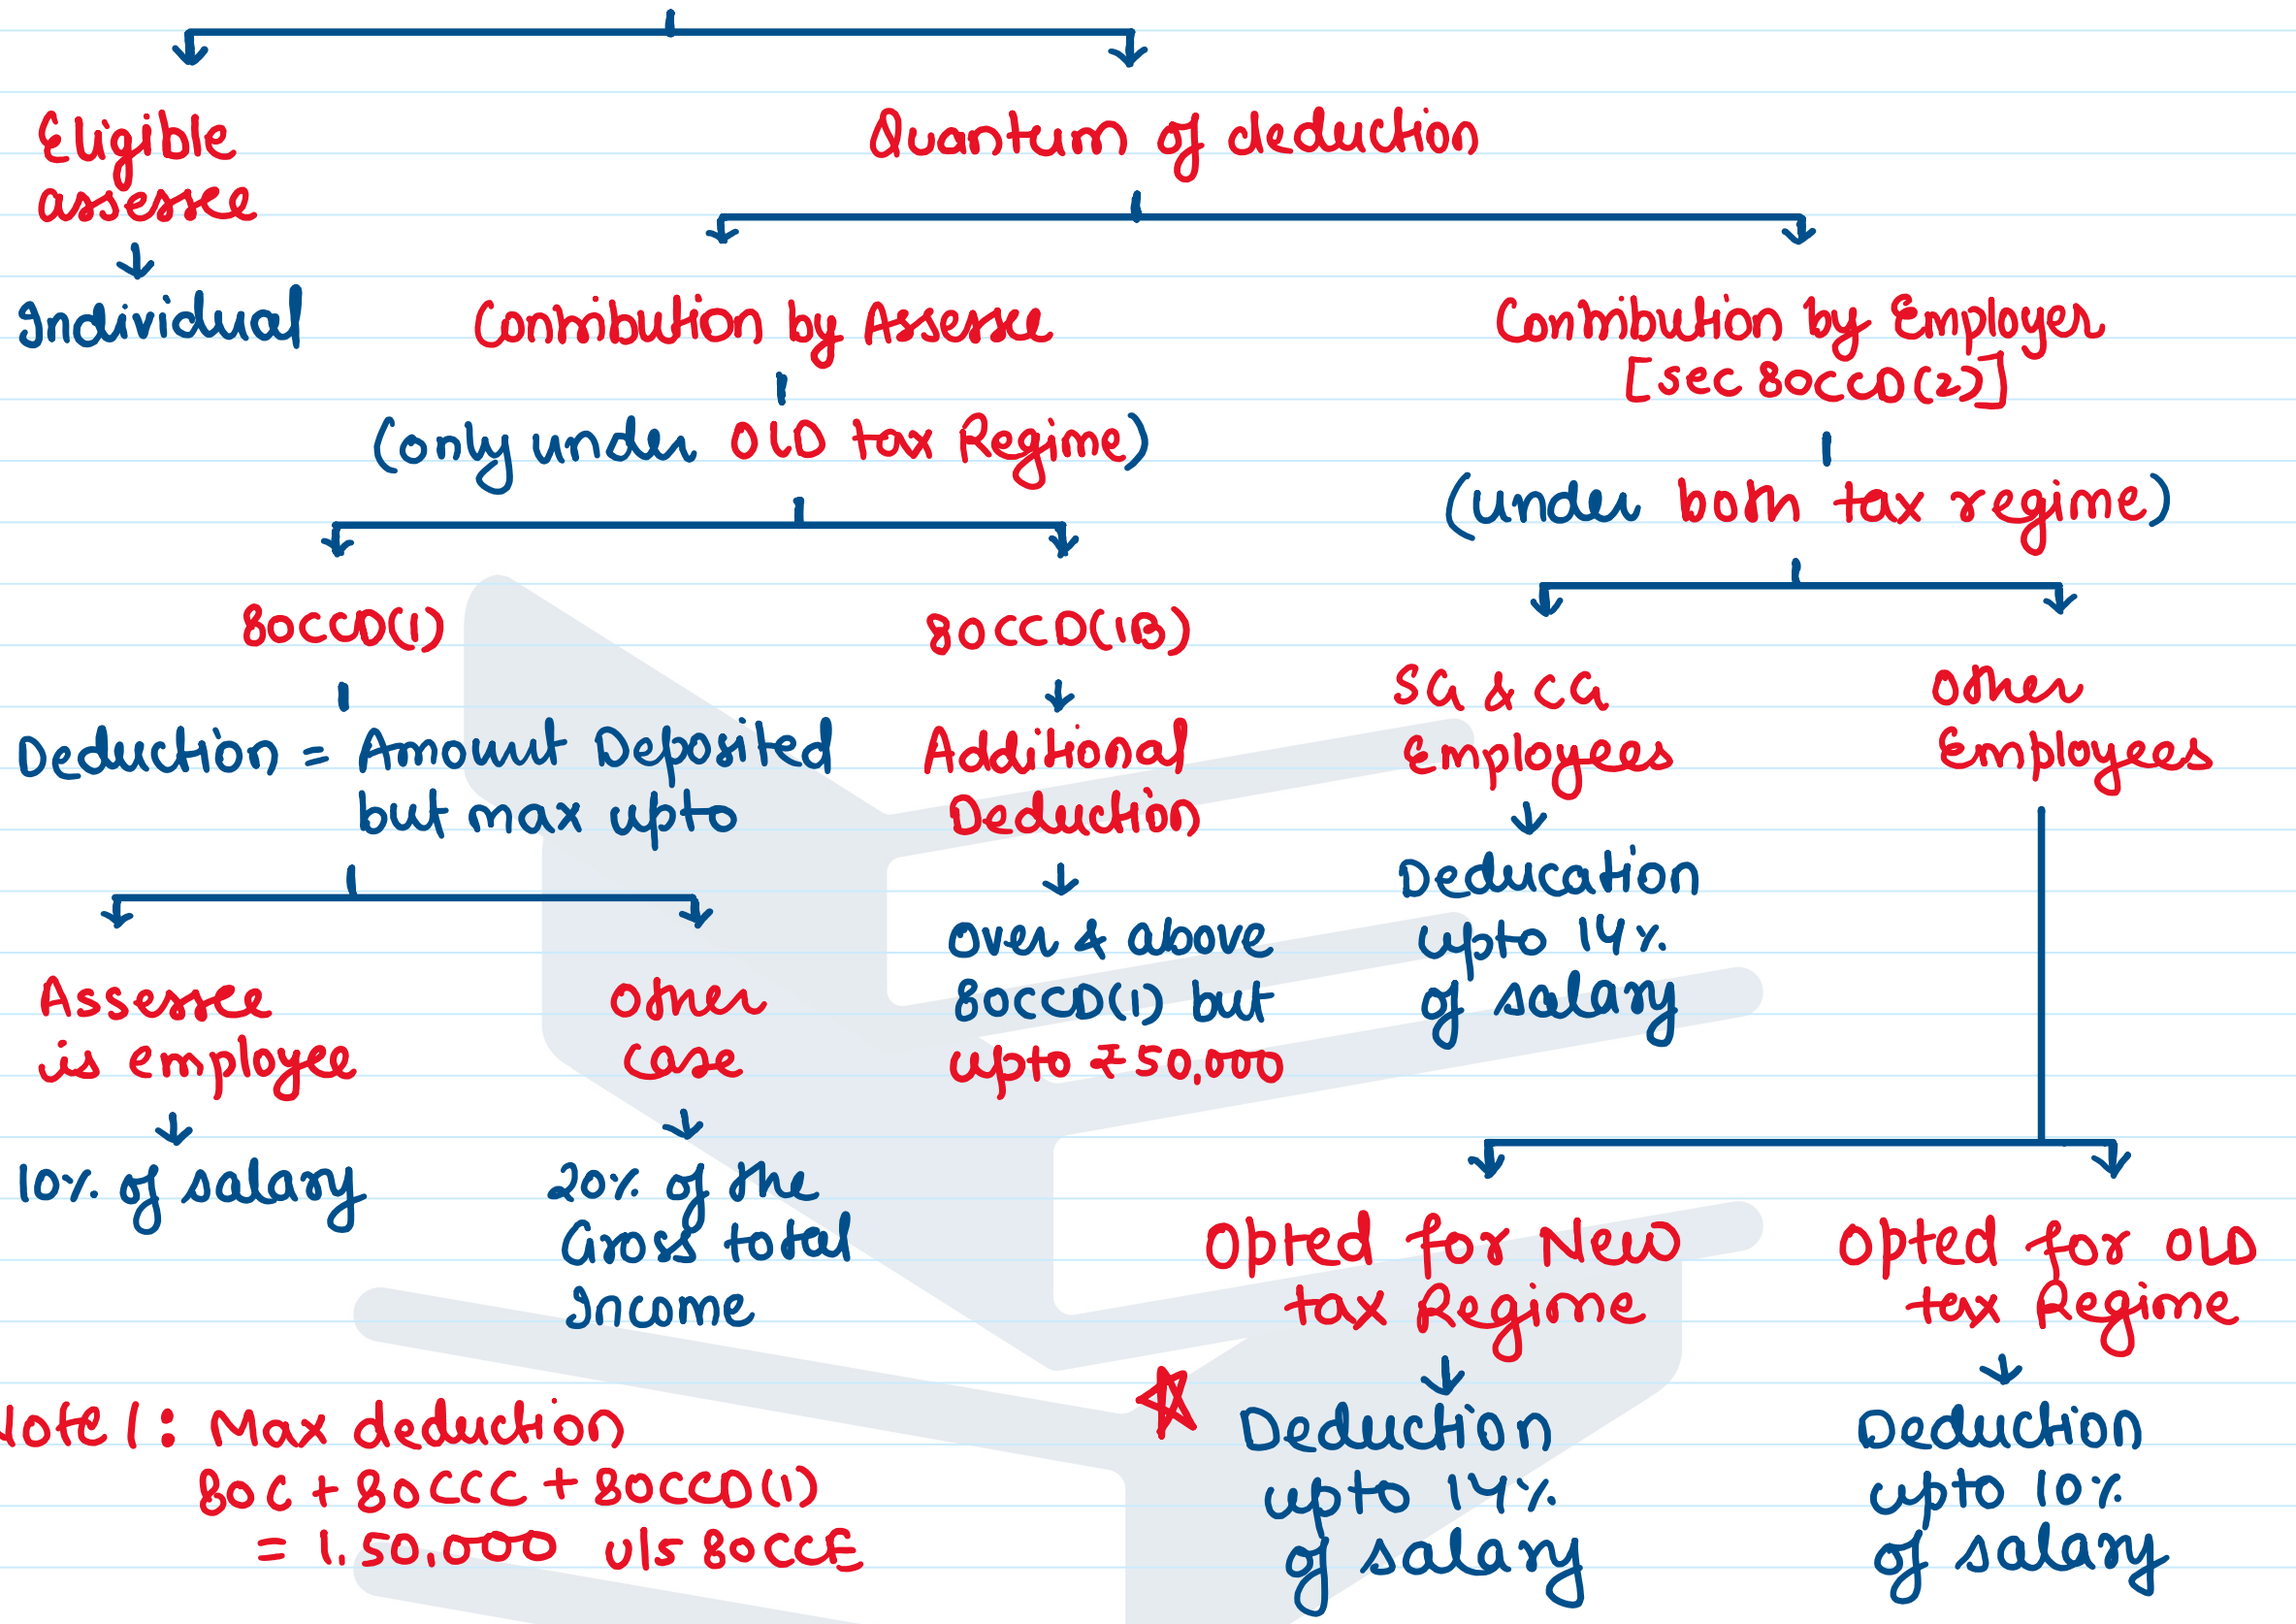 Eligible
assessee
Individual
Quantum of deduction
Contribution by Assessee
(only under OLD tax Regime)
80CCD(1)
Deduction = Amount Deposited
but max upto
Assessee
is employee
10% of salary
Other
case
20% of the
Gross total
Income
80CCD(1B)
Additional
Deduction
Over & above
80CCD(1) but
upto ₹50,000
Contribution by Employer
[sec 80CCD(2)]
(under both tax regime)
SG & CG
Employees
Deducation
upto 14%
of salary
Other
Employees
Opted for New
tax Regime
Deduction
upto 14%
of salary
Opted for OLD
tax Regime
Deduction
upto 10%
of salary
Note 1: Max deduction
80C + 80CCC + 80CCD(1)
= 1,50,000 u/s 80CCE